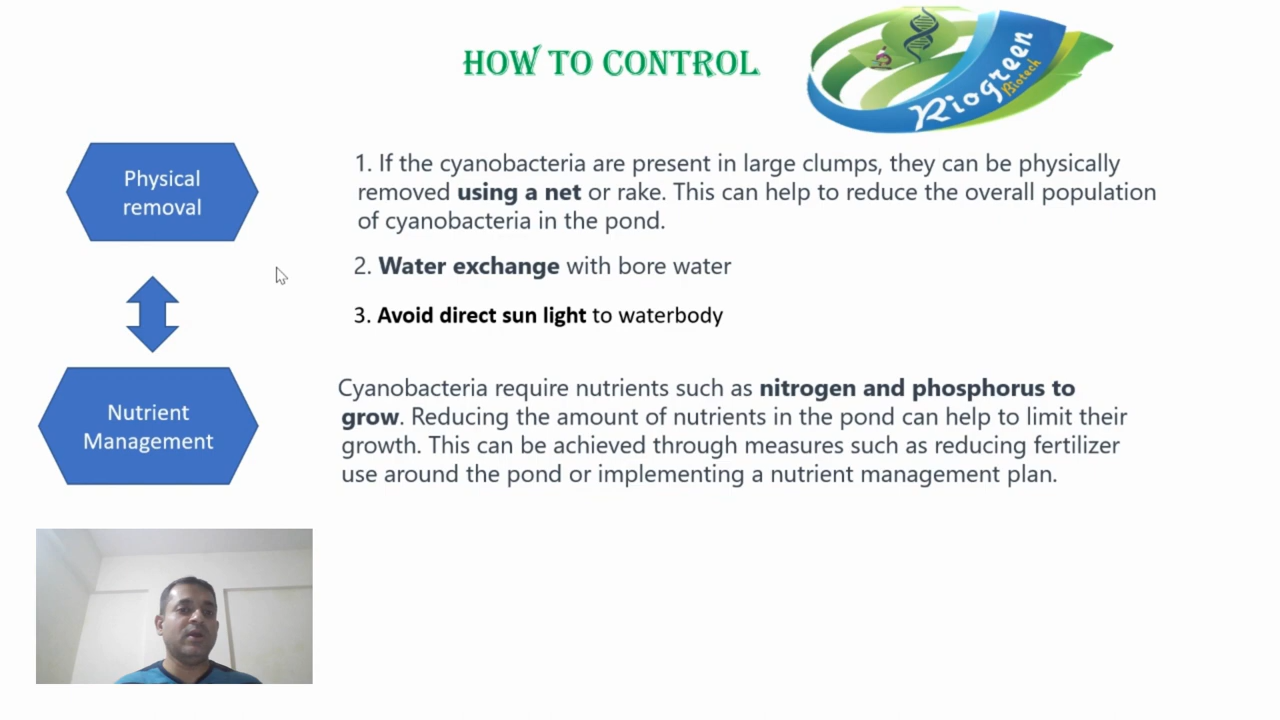 HOW TO CONTROL
Riogreen
Biotech
Physical
removal
1. If the cyanobacteria are present in large clumps, they can be physically
removed using a net or rake. This can help to reduce the overall population
of cyanobacteria in the pond.
2. Water exchange with bore water
3. Avoid direct sun light to waterbody
Nutrient
Management
Cyanobacteria require nutrients such as nitrogen and phosphorus to
grow. Reducing the amount of nutrients in the pond can help to limit their
growth. This can be achieved through measures such as reducing fertilizer
use around the pond or implementing a nutrient management plan.